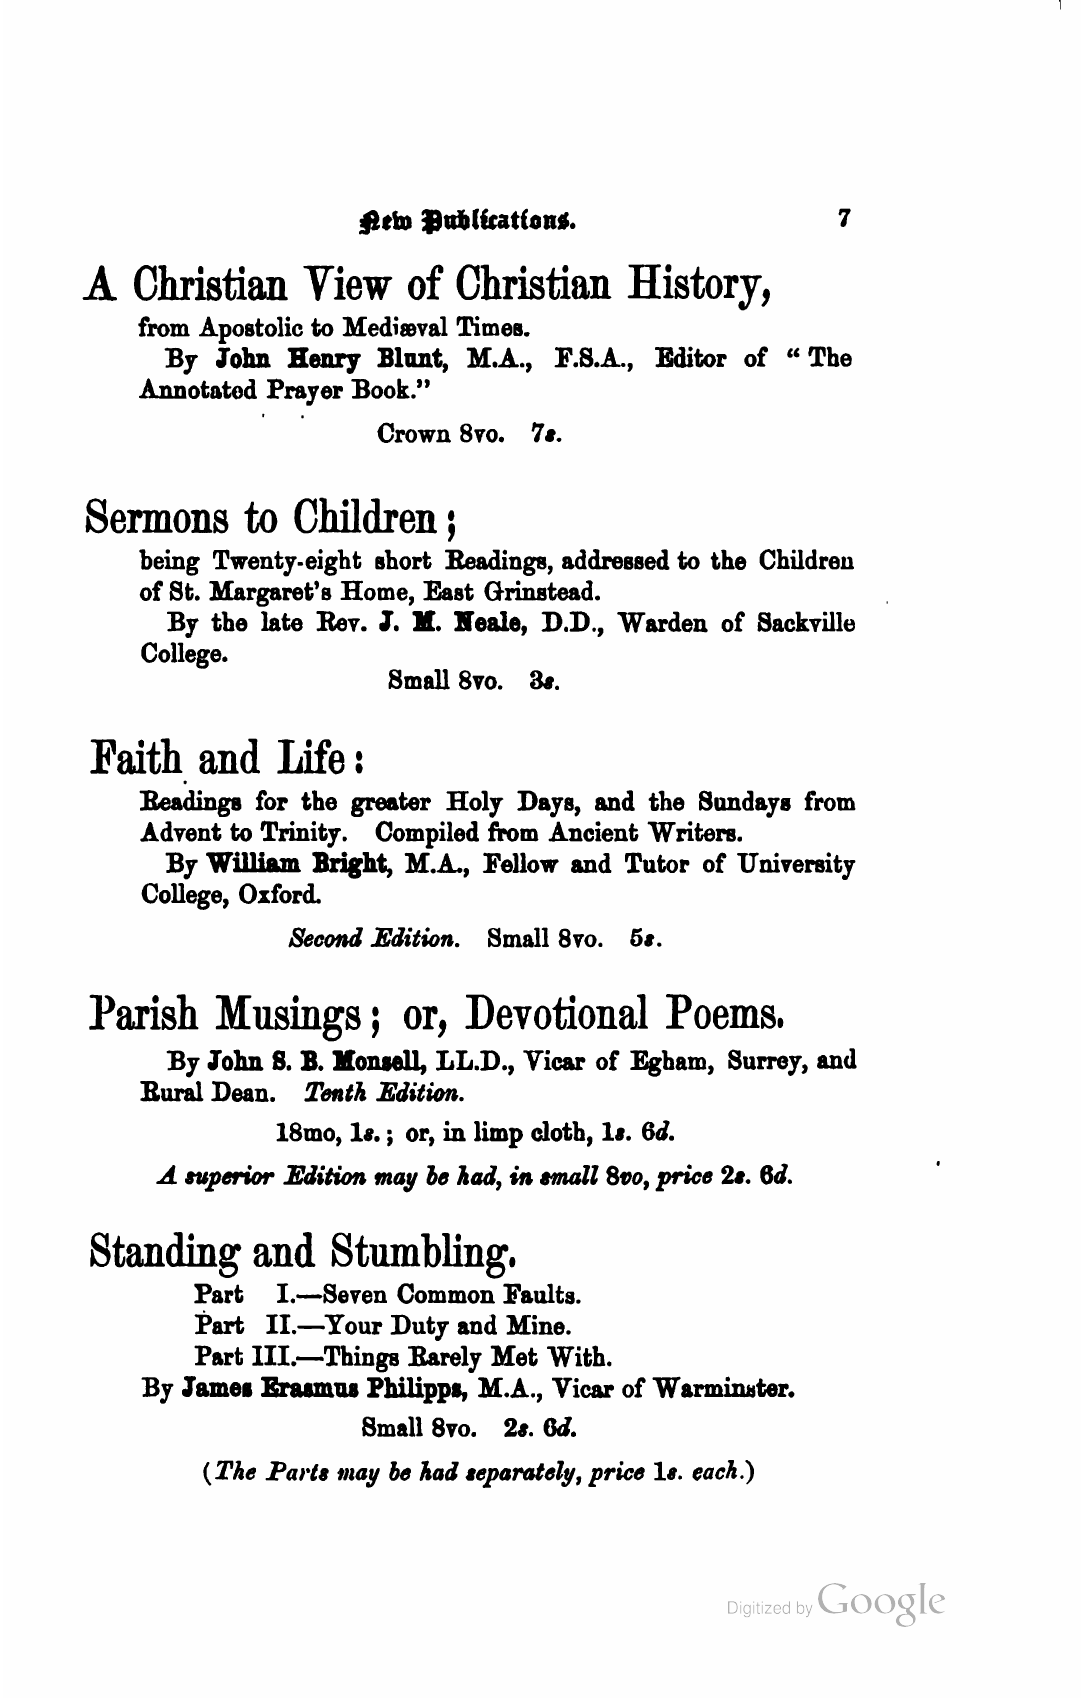 New Publications. 7
A Christian View of Christian History,
from Apostolic to Mediæval Times.
By John Henry Blunt, M.A., F.S.A., Editor of “The
Annotated Prayer Book.”
Crown 8vo. 7s.
Sermons to Children;
being Twenty-eight short Readings, addressed to the Children
of St. Margaret’s Home, East Grinstead.
By the late Rev. J. M. Neale, D.D., Warden of Sackville
College.
Small 8vo. 3s.
Faith and Life:
Readings for the greater Holy Days, and the Sundays from
Advent to Trinity. Compiled from Ancient Writers.
By William Bright, M.A., Fellow and Tutor of University
College, Oxford.
Second Edition. Small 8vo. 5s.
Parish Musings; or, Devotional Poems.
By John S. B. Monsell, LL.D., Vicar of Egham, Surrey, and
Rural Dean. Tenth Edition.
18mo, 1s.; or, in limp cloth, 1s. 6d.
A superior Edition may be had, in small 8vo, price 2s. 6d.
Standing and Stumbling.
Part I.—Seven Common Faults.
Part II.—Your Duty and Mine.
Part III.—Things Rarely Met With.
By James Erasmus Philipps, M.A., Vicar of Warminster.
Small 8vo. 2s. 6d.
(The Parts may be had separately, price 1s. each.)
Digitized by Google